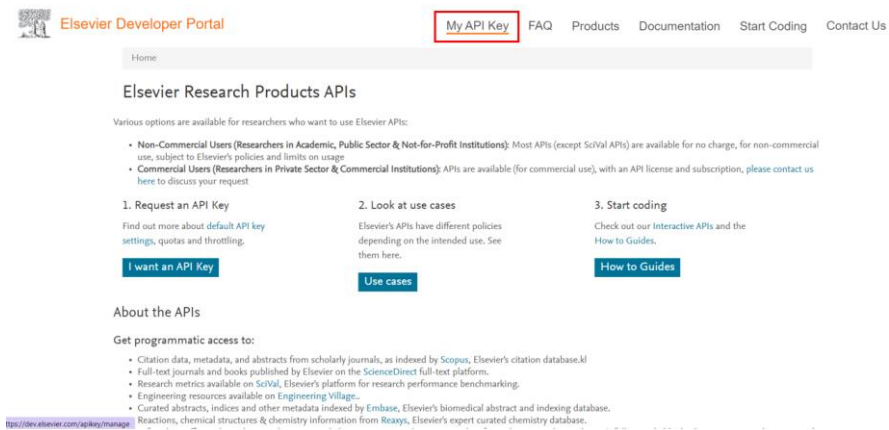 Elsevier Developer Portal
My API Key FAQ Products Documentation Start Coding Contact Us
Home
Elsevier Research Products APIs
Various options are available for researchers who want to use Elsevier APIs:
• Non-Commercial Users (Researchers in Academic, Public Sector & Not-for-Profit Institutions): Most APIs (except SciVal APIs) are available for no charge, for non-commercial
use, subject to Elsevier's policies and limits on usage
• Commercial Users (Researchers in Private Sector & Commercial Institutions): APIs are available (for commercial use), with an API license and subscription, please contact us
here to discuss your request
1. Request an API Key
Find out more about default API key
settings, quotas and throttling.
I want an API Key
2. Look at use cases
Elsevier's APIs have different policies
depending on the intended use. See
them here.
Use cases
3. Start coding
Check out our Interactive APIs and the
How to Guides.
How to Guides
About the APIs
Get programmatic access to:
• Citation data, metadata, and abstracts from scholarly journals, as indexed by Scopus, Elsevier's citation database.kl
• Full-text journals and books published by Elsevier on the ScienceDirect full-text platform.
• Research metrics available on SciVal, Elsevier's platform for research performance benchmarking.
• Engineering resources available on Engineering Village..
• Curated abstracts, indices and other metadata indexed by Embase, Elsevier's biomedical abstract and indexing database.
Reactions, chemical structures & chemistry information from Reaxys, Elsevier's expert curated chemistry database.
ttps://dev.elsevier.com/apikey/manage